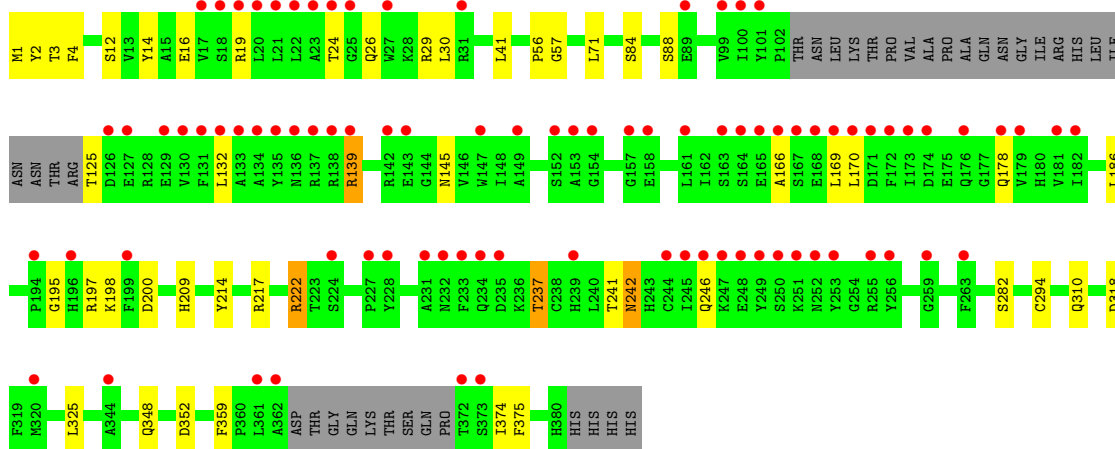 M1 Y2 T3 F4 S12 V13 Y14 A15 E16 V17 S18 R19 L20 L21 L22 A23 T24 G25 Q26 W27 K28 R29 L30 R31 L41 P56 G57 L71 S84 S88 E89 V99 I100 Y101 P102 THR ASN LEU LYS THR PRO VAL ALA PRO ALA GLN ASN GLY ILE ARG HIS LEU ILE
ASN ASN THR ARG T125 D126 E127 R128 E129 V130 F131 L132 A133 A134 Y135 N136 R137 R138 R139 R142 E143 G144 N145 V146 W147 I148 A149 S152 A153 G154 G157 E158 L161 I162 S163 S164 E165 A166 S167 E168 L169 L170 D171 F172 I173 D174 E175 Q176 G177 Q178 V179 H180 V181 I182 L186
P194 G195 H196 R197 K198 F199 D200 H209 Y214 R217 R222 T223 S224 P227 Y228 A231 N232 F233 Q234 D235 K236 T237 C238 H239 L240 T241 N242 H243 C244 I245 Q246 K247 E248 Y249 S250 K251 N252 Y253 G254 R255 Y256 G259 F263 S282 C294 Q310 D318
F319 M320 L325 A344 Q348 D352 F359 P360 L361 A362 ASP THR GLY GLN LYS THR SER GLN PRO T372 S373 I374 F375 H380 HIS HIS HIS HIS